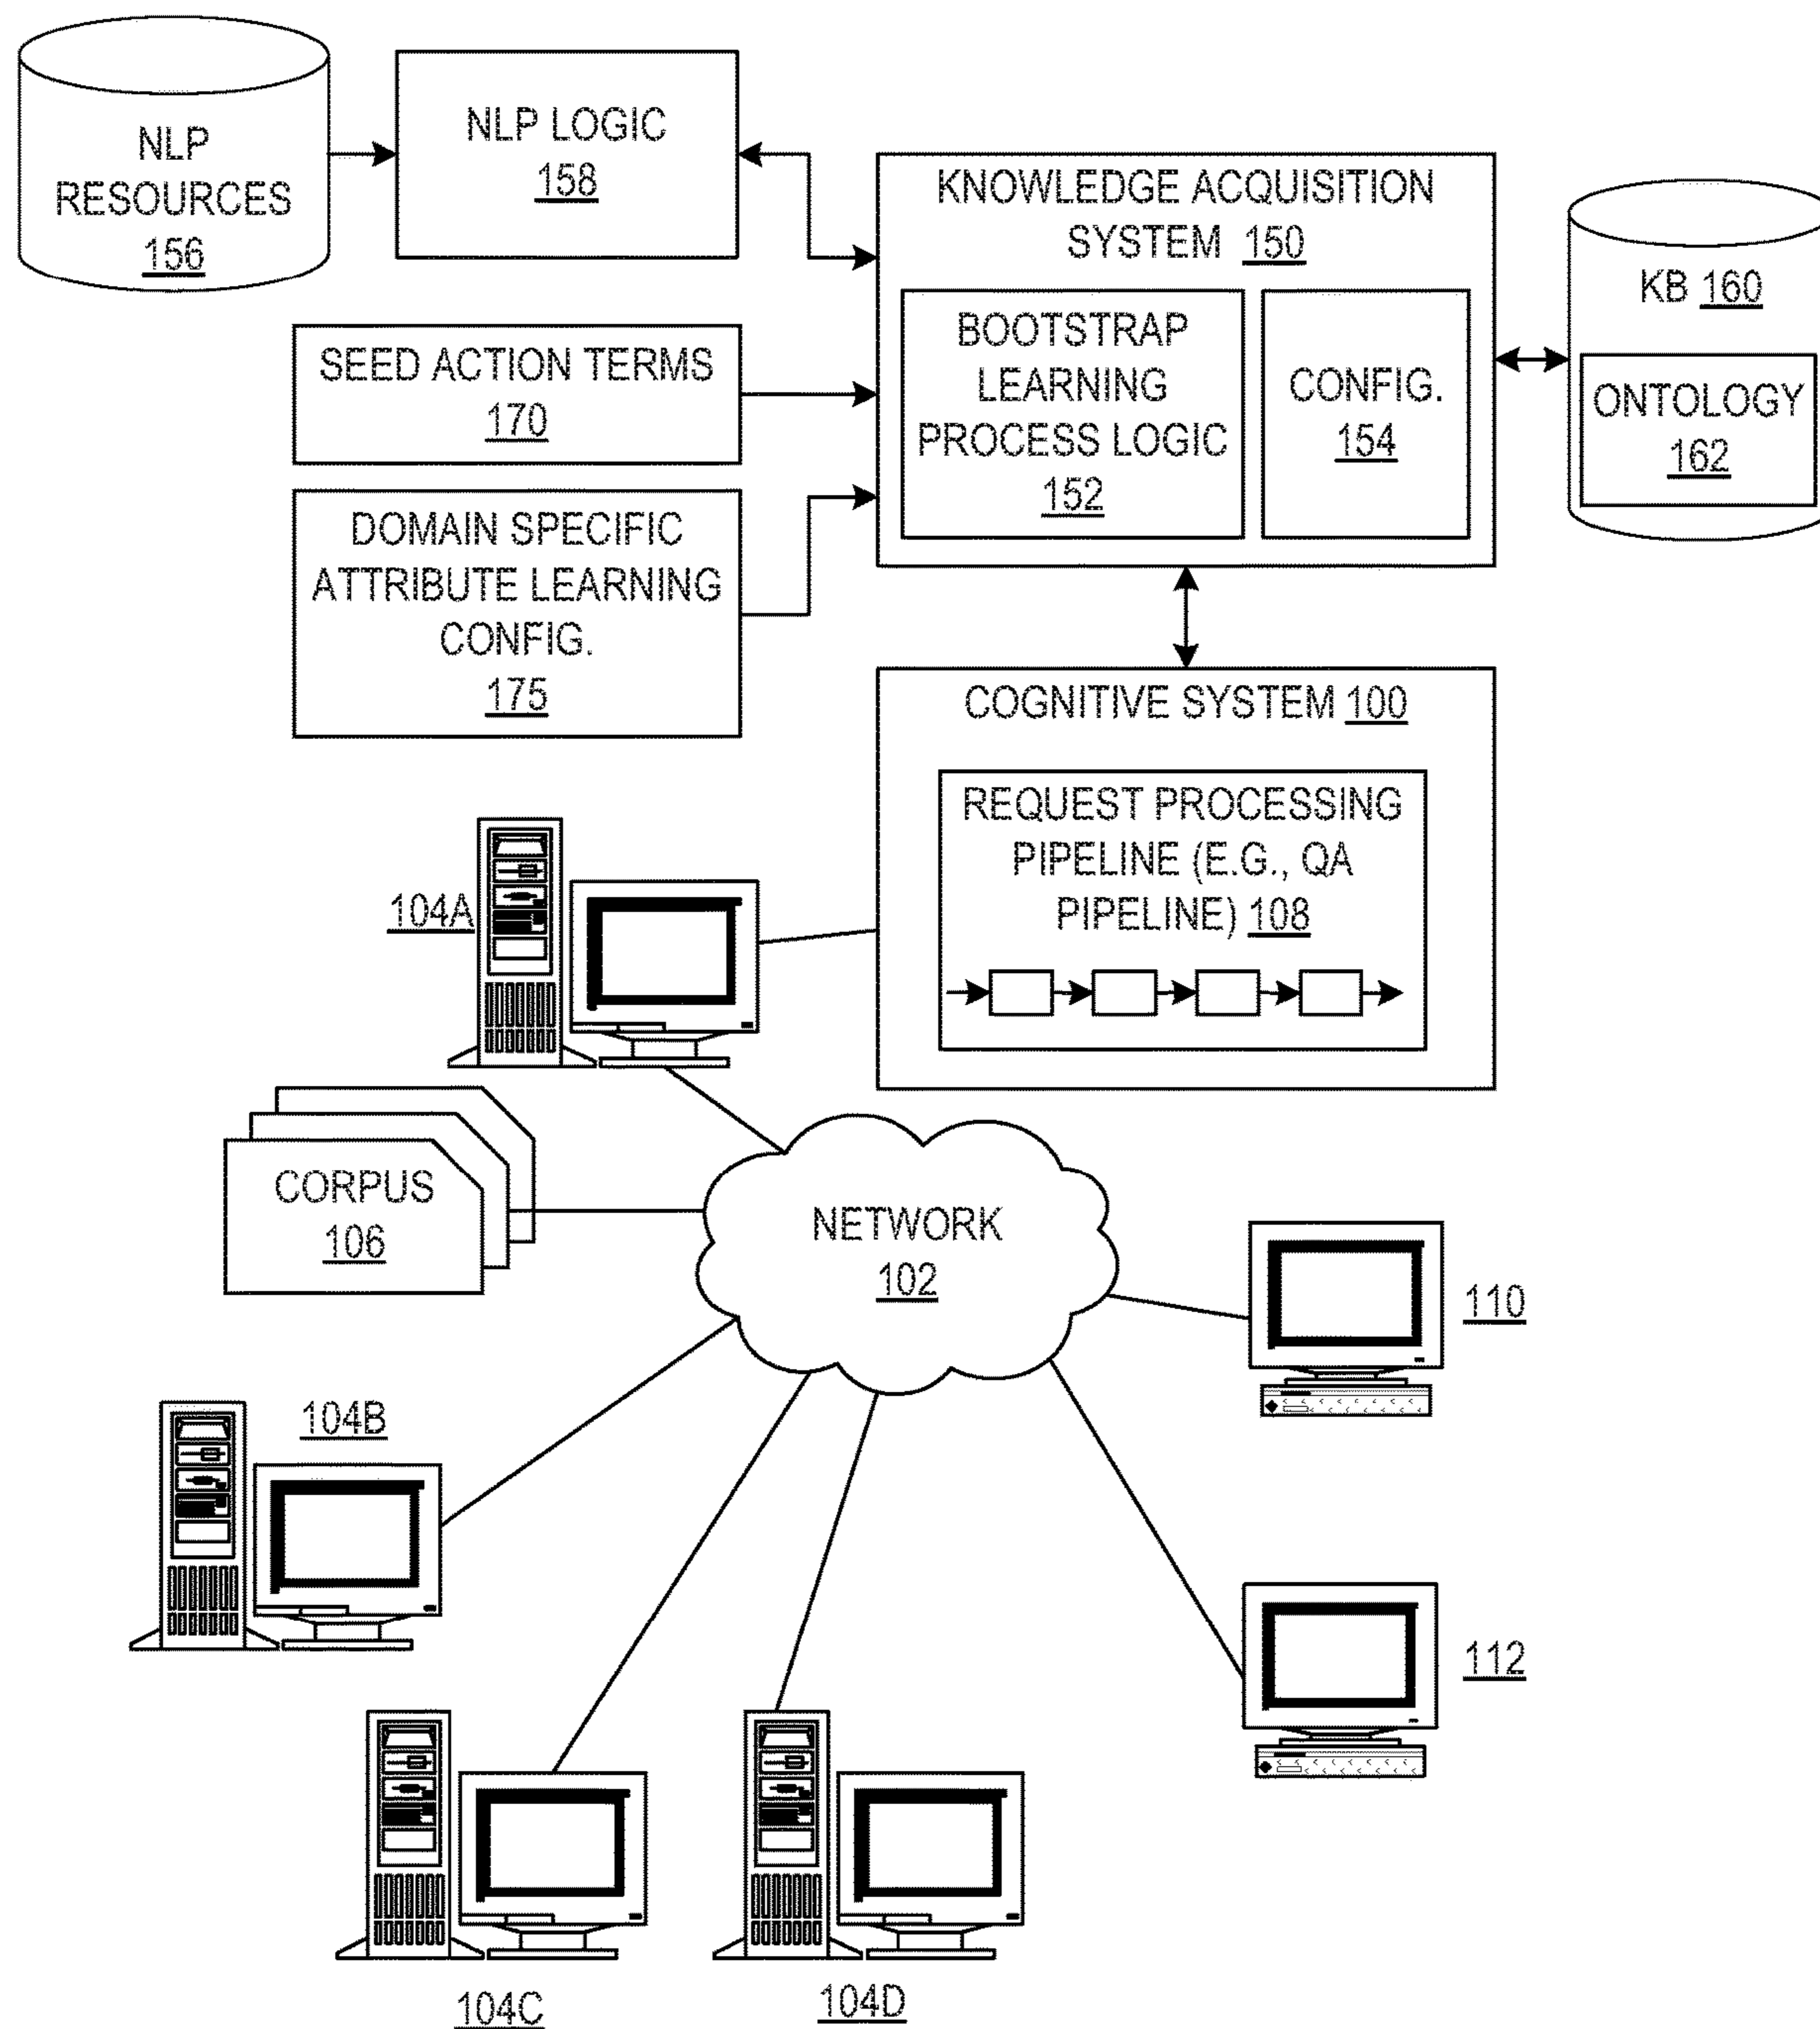 NLP
RESOURCES
156
NLP LOGIC
158
KNOWLEDGE ACQUISITION
SYSTEM 150
BOOTSTRAP
LEARNING
PROCESS LOGIC
152
CONFIG.
154
KB 160
ONTOLOGY
162
SEED ACTION TERMS
170
DOMAIN SPECIFIC
ATTRIBUTE LEARNING
CONFIG.
175
COGNITIVE SYSTEM 100
REQUEST PROCESSING
PIPELINE (E.G., QA
PIPELINE) 108
104A
CORPUS
106
NETWORK
102
110
104B
112
104C
104D